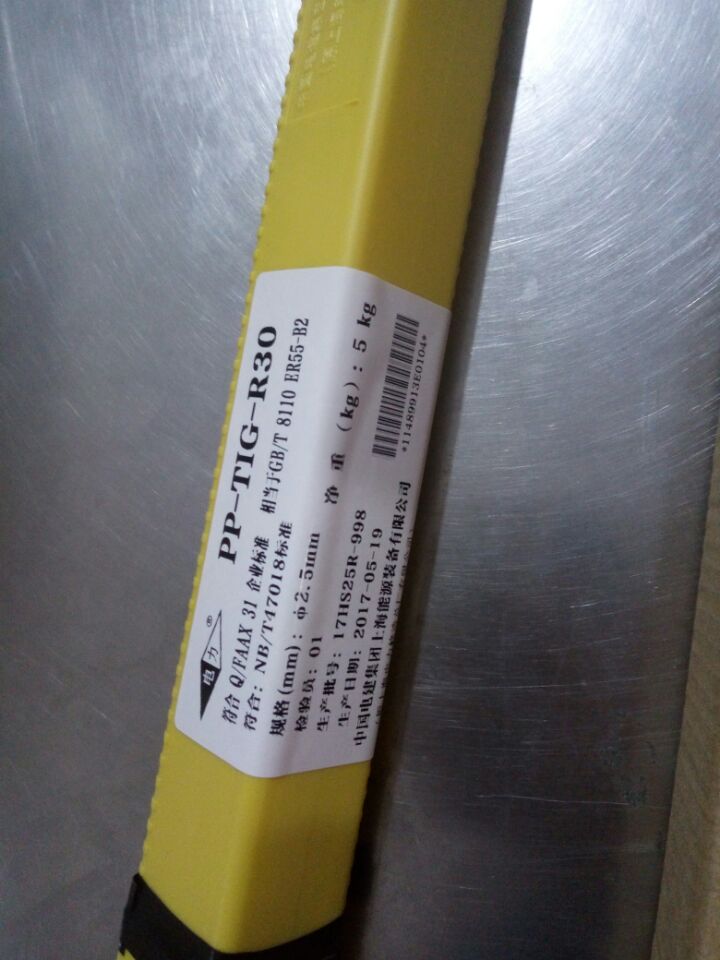 电力®
PP-TIG-R30
符合 Q/FAAX 31 企业标准 相当于GB/T 8110 ER55-B2
符合：NB/T47018标准
规格(mm)：φ2.5mm 净 重 (kg)：5 kg
检验员：01
生产批号：17HS25R-998
生产日期：2017-05-19
中国电建集团上海能源装备有限公司
*11489913E0104*